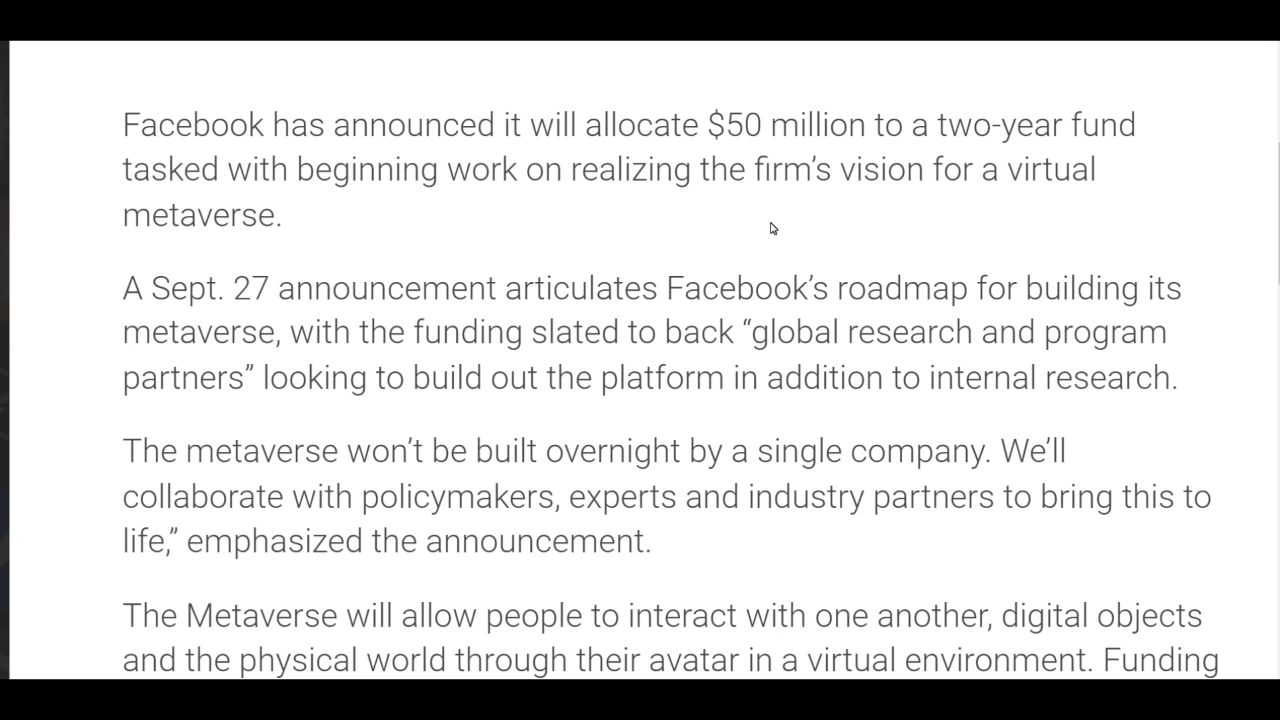 Facebook has announced it will allocate $50 million to a two-year fund
tasked with beginning work on realizing the firm’s vision for a virtual
metaverse.
A Sept. 27 announcement articulates Facebook’s roadmap for building its
metaverse, with the funding slated to back “global research and program
partners” looking to build out the platform in addition to internal research.
The metaverse won’t be built overnight by a single company. We’ll
collaborate with policymakers, experts and industry partners to bring this to
life,” emphasized the announcement.
The Metaverse will allow people to interact with one another, digital objects
and the physical world through their avatar in a virtual environment. Funding